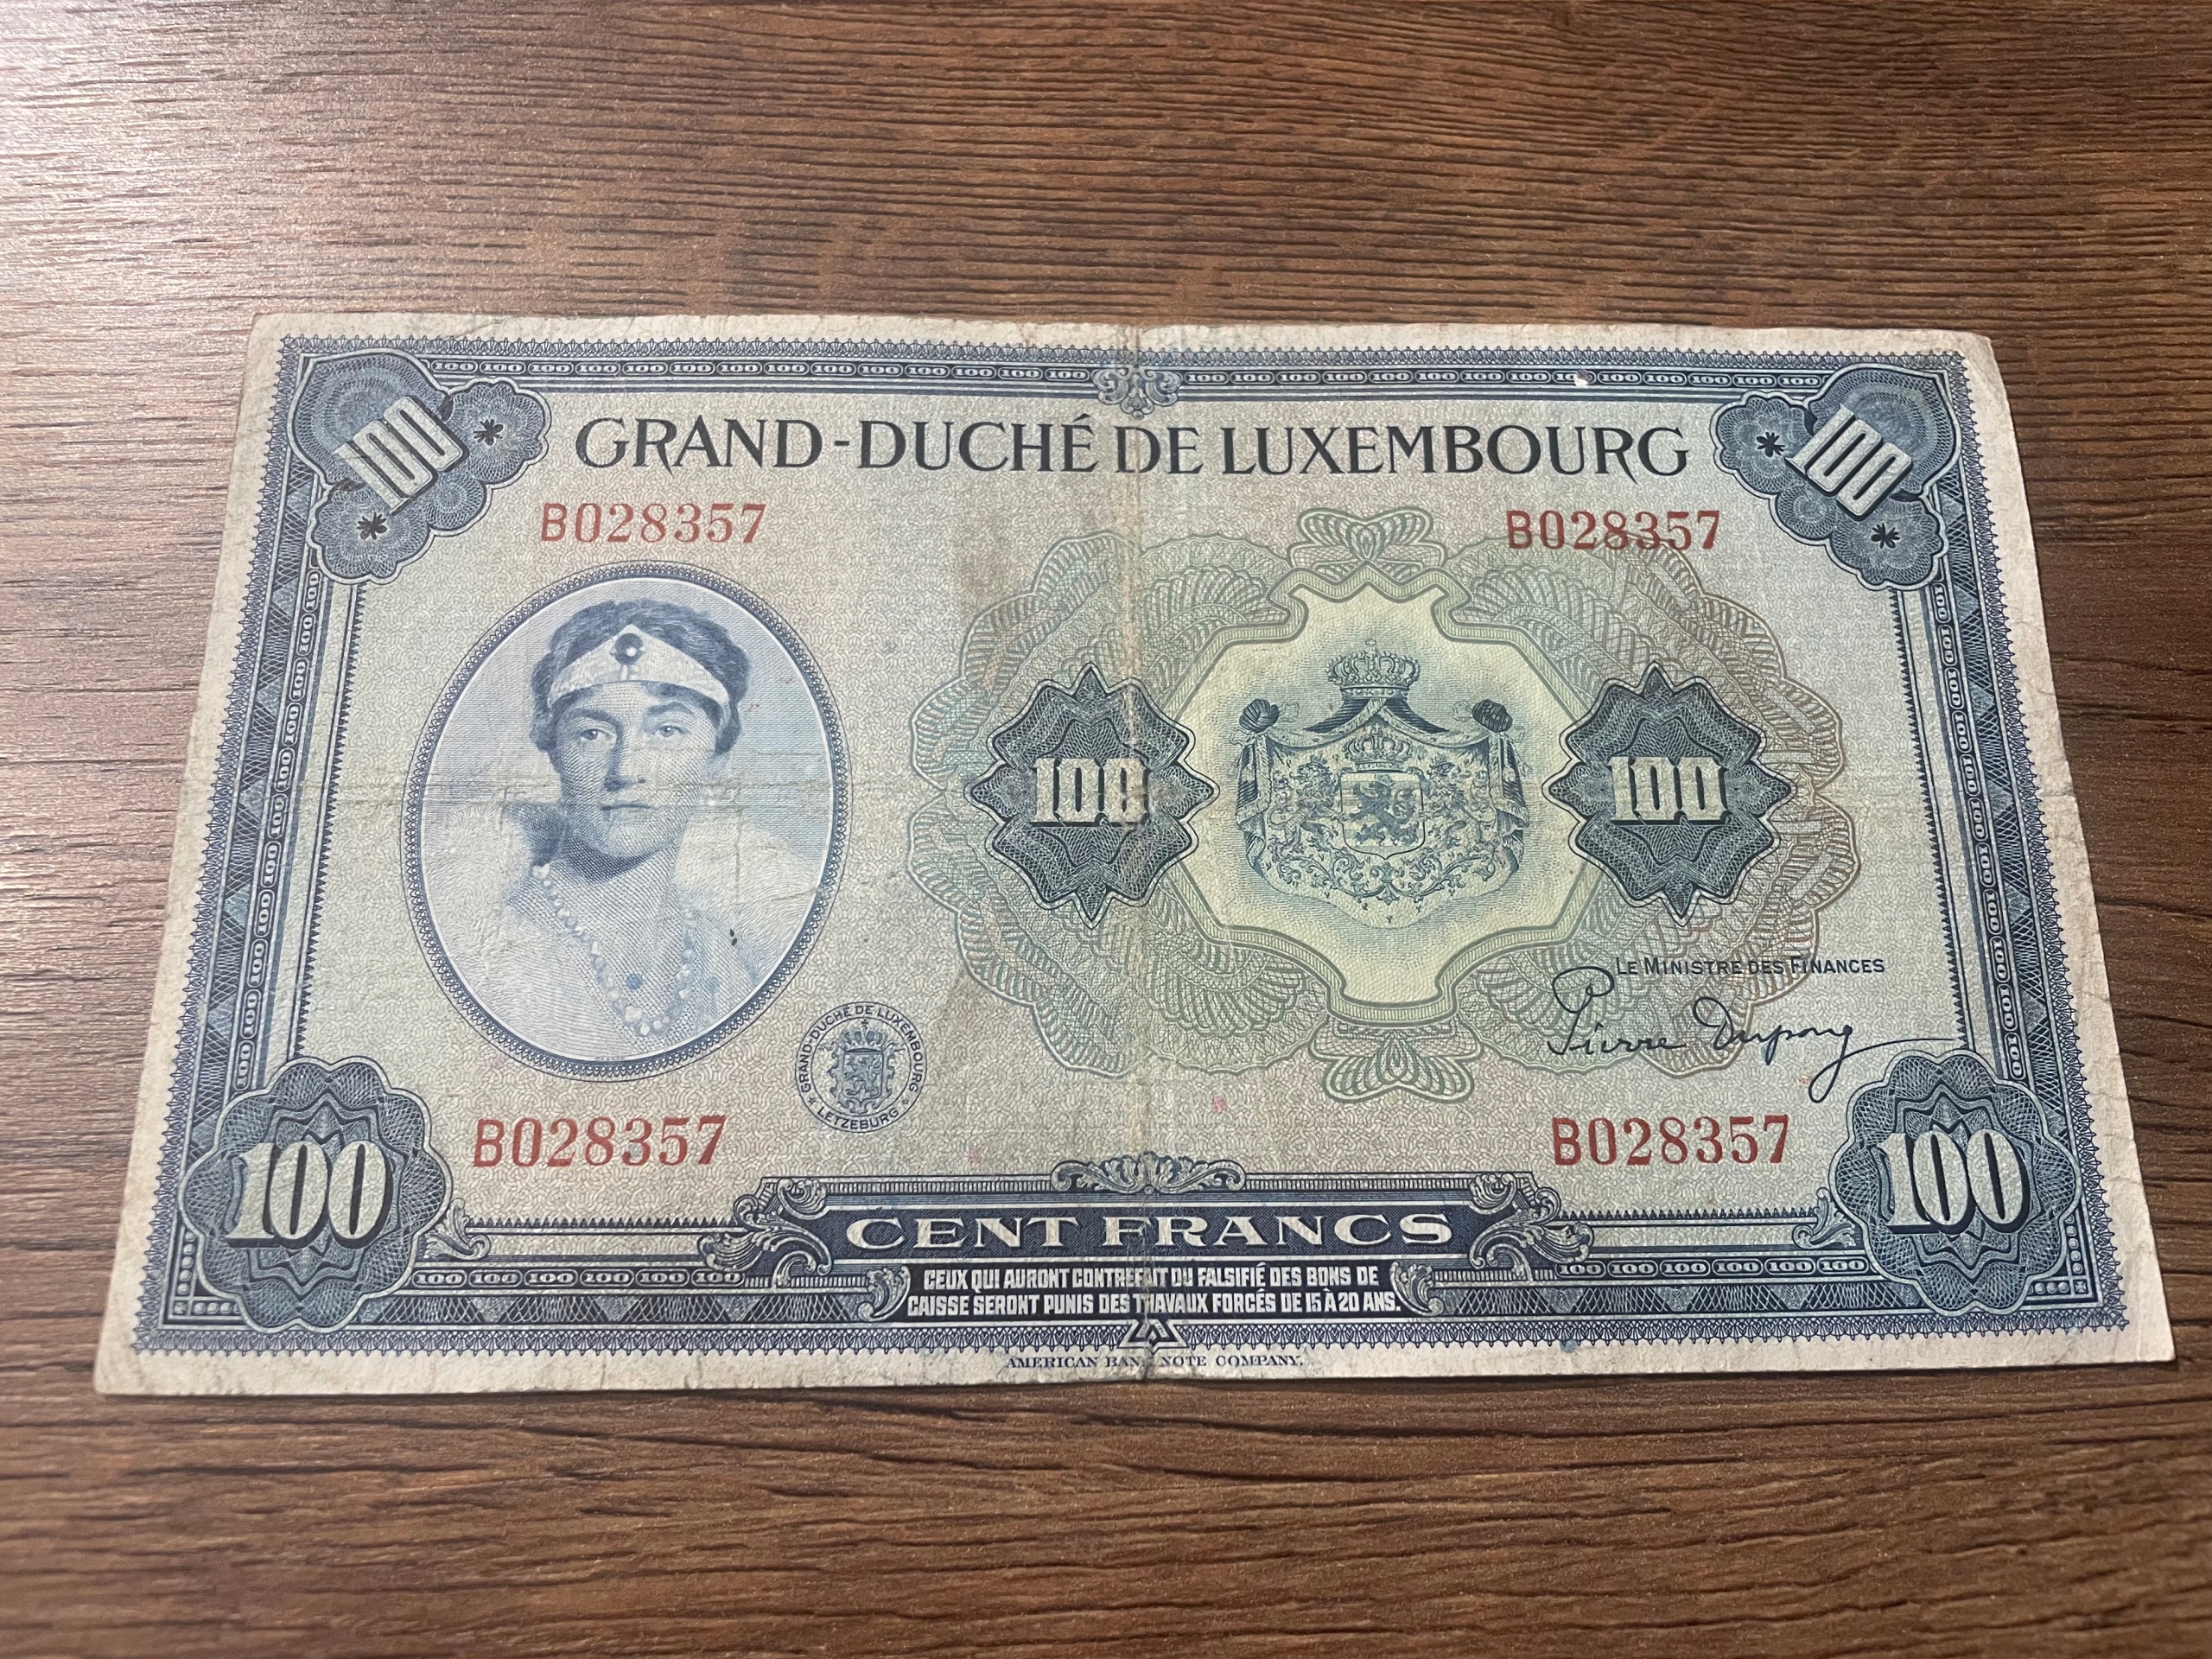 100
100
GRAND-DUCHÉ DE LUXEMBOURG
B028357
B028357
100
100
LE MINISTRE DES FINANCES
Pierre Dupong
GRAND-DUCHÉ DE LUXEMBOURG
LETZEBURG
B028357
B028357
100
100
CENT FRANCS
CEUX QUI AURONT CONTREFAIT OU FALSIFIÉ DES BONS DE
CAISSE SERONT PUNIS DES TRAVAUX FORCÉS DE 15 À 20 ANS.
AMERICAN BANK NOTE COMPANY.